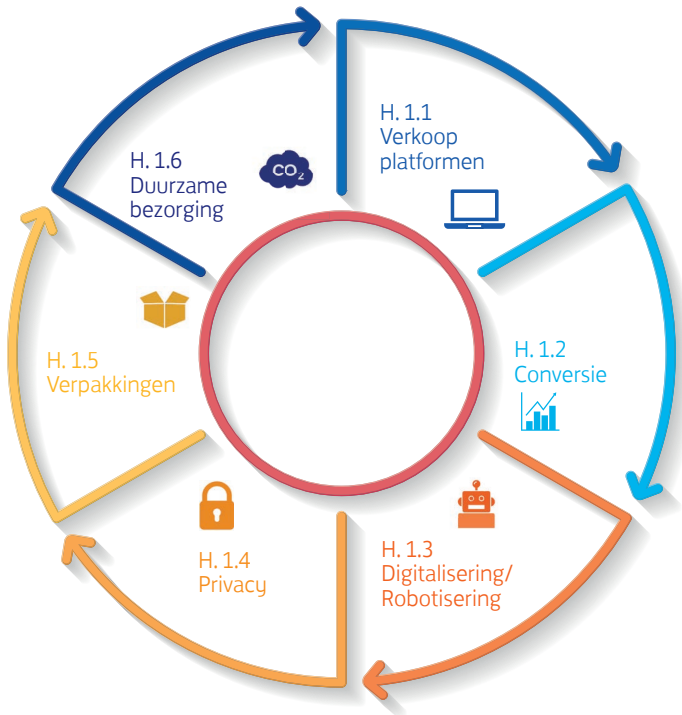 H. 1.1
Verkoop
platformen
H. 1.2
Conversie
H. 1.3
Digitalisering/
Robotisering
H. 1.4
Privacy
H. 1.5
Verpakkingen
H. 1.6
Duurzame
bezorging
CO₂